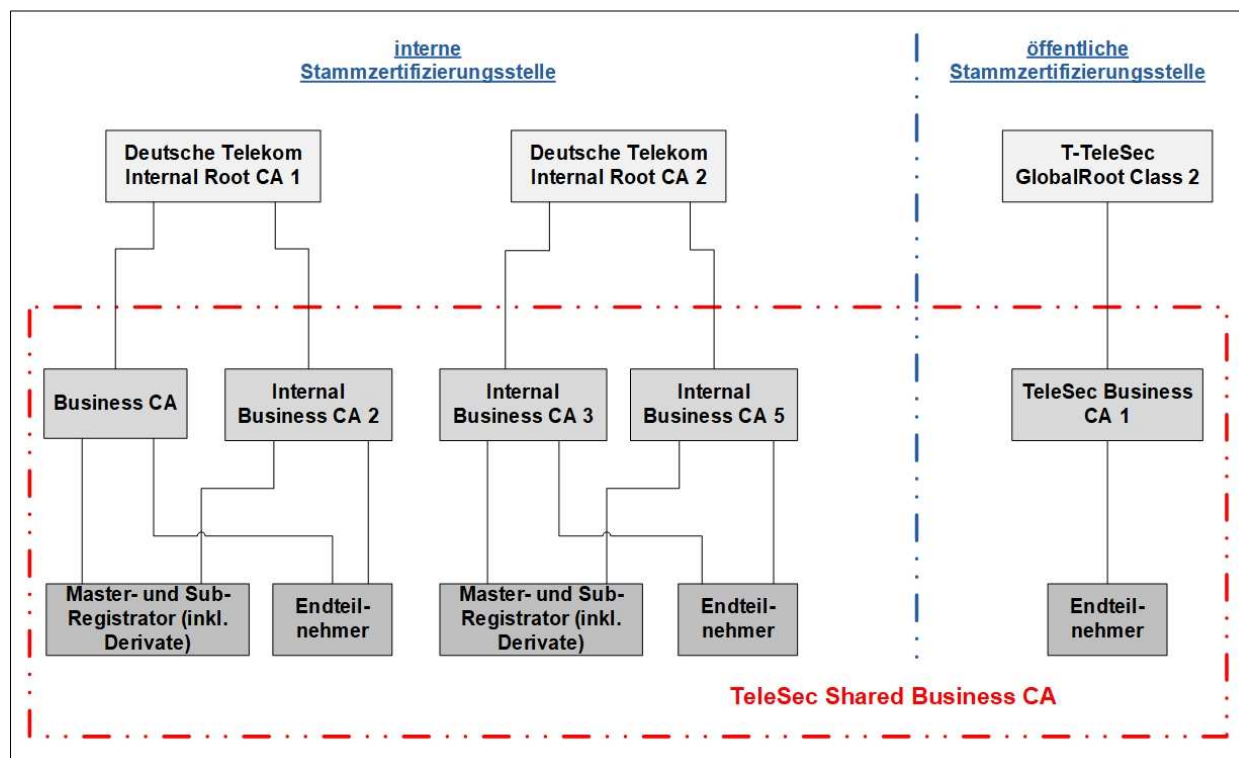 interne
Stammzertifizierungsstelle
öffentliche
Stammzertifizierungsstelle
Deutsche Telekom
Internal Root CA 1
Deutsche Telekom
Internal Root CA 2
T-TeleSec
GlobalRoot Class 2
Business CA
Internal
Business CA 2
Internal
Business CA 3
Internal
Business CA 5
TeleSec Business
CA 1
Master- und Sub-
Registrator (inkl.
Derivate)
Endteil-
nehmer
Master- und Sub-
Registrator (inkl.
Derivate)
Endteil-
nehmer
Endteil-
nehmer
TeleSec Shared Business CA